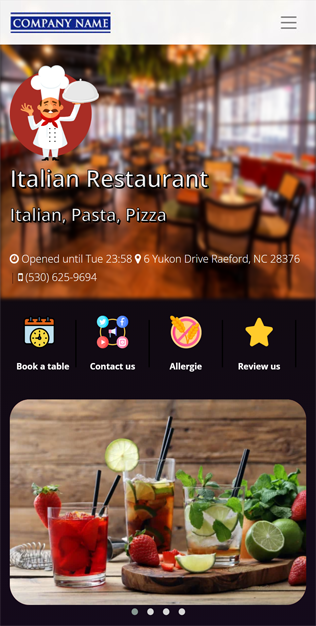 COMPANY NAME
Italian Restaurant
Italian, Pasta, Pizza
Opened until Tue 23:58 6 Yukon Drive Raeford, NC 28376
| (530) 625-9694
Book a table Contact us Allergie Review us